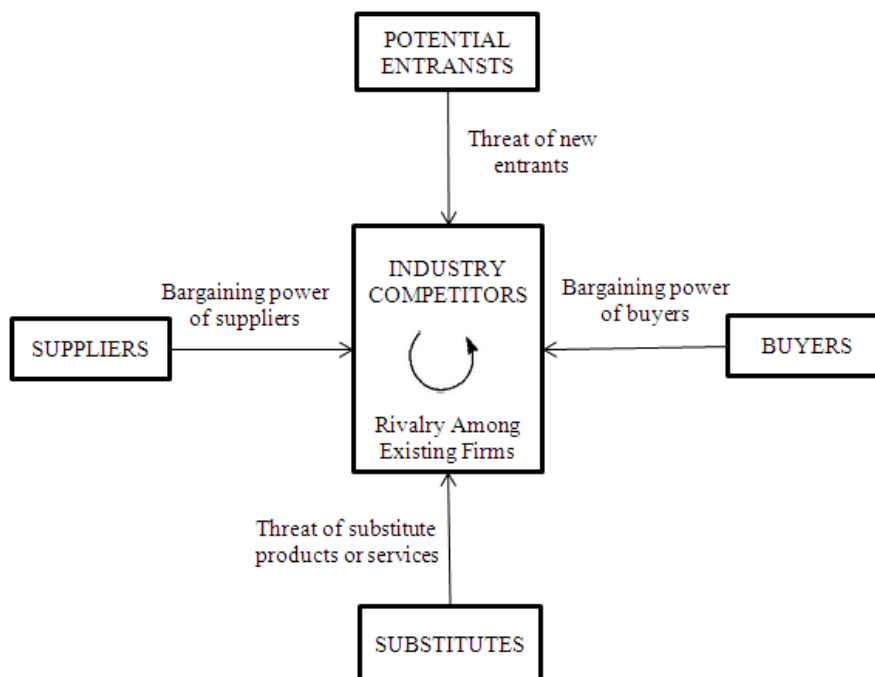 POTENTIAL
ENTRANSTS
Threat of new
entrants
INDUSTRY
COMPETITORS
Bargaining power
of suppliers
Bargaining power
of buyers
SUPPLIERS
BUYERS
Rivalry Among
Existing Firms
Threat of substitute
products or services
SUBSTITUTES